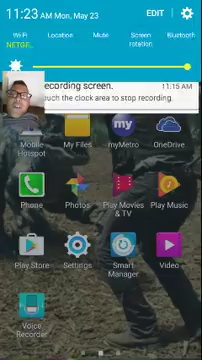 11:23 AM Mon, May 23 EDIT
Wi-Fi Location Mute Screen rotation Bluetooth
NETGE..
ecording screen. 11:15 AM
ouch the clock area to stop recording.
Mobile Hotspot My Files myMetro OneDrive
my
Phone Photos Play Movies & TV Play Music
Play Store Settings Smart Manager Video
Voice Recorder